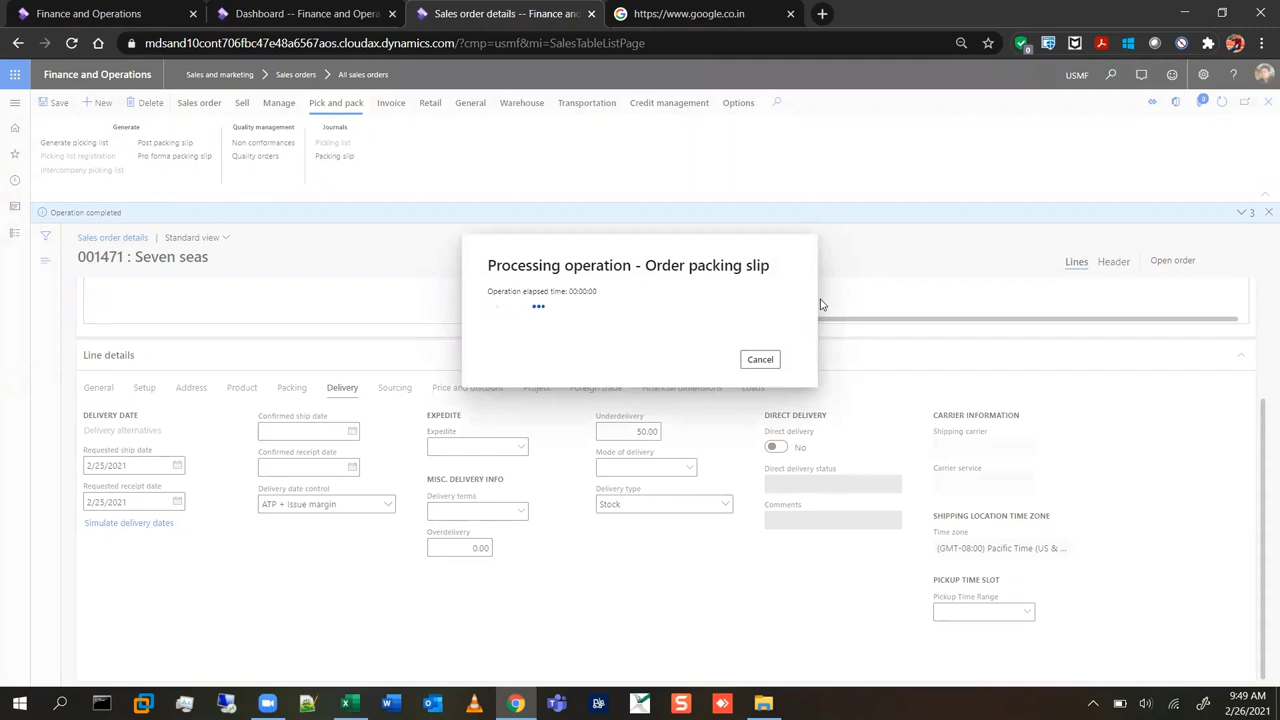 Finance and Operations
Dashboard -- Finance and Opera
Sales order details -- Finance and
https://www.google.co.in
mdsand10cont706fbc47e48a6567aos.cloudax.dynamics.com/?cmp=usmf&mi=SalesTableListPage
Finance and Operations
Sales and marketing
Sales orders
All sales orders
USMF
Save
New
Delete
Sales order
Sell
Manage
Pick and pack
Invoice
Retail
General
Warehouse
Transportation
Credit management
Options
Generate
Quality management
Journals
Generate picking list
Post packing slip
Non conformances
Picking list
Picking list registration
Pro forma packing slip
Quality orders
Packing slip
Intercompany picking list
Operation completed
3
Sales order details
Standard view
001471 : Seven seas
Lines
Header
Open order
Processing operation - Order packing slip
Operation elapsed time: 00:00:00
Cancel
Line details
General
Setup
Address
Product
Packing
Delivery
Sourcing
Price and discount
Project
Foreign trade
Financial dimensions
Loads
DELIVERY DATE
Delivery alternatives
Requested ship date
2/25/2021
Requested receipt date
2/25/2021
Simulate delivery dates
Confirmed ship date
Confirmed receipt date
Delivery date control
ATP + Issue margin
EXPEDITE
Expedite
MISC. DELIVERY INFO
Delivery terms
Overdelivery
0.00
Underdelivery
50.00
Mode of delivery
Delivery type
Stock
DIRECT DELIVERY
Direct delivery
No
Direct delivery status
Comments
CARRIER INFORMATION
Shipping carrier
Carrier service
SHIPPING LOCATION TIME ZONE
Time zone
(GMT-08:00) Pacific Time (US & ...
PICKUP TIME SLOT
Pickup Time Range
9:49 AM
2/26/2021